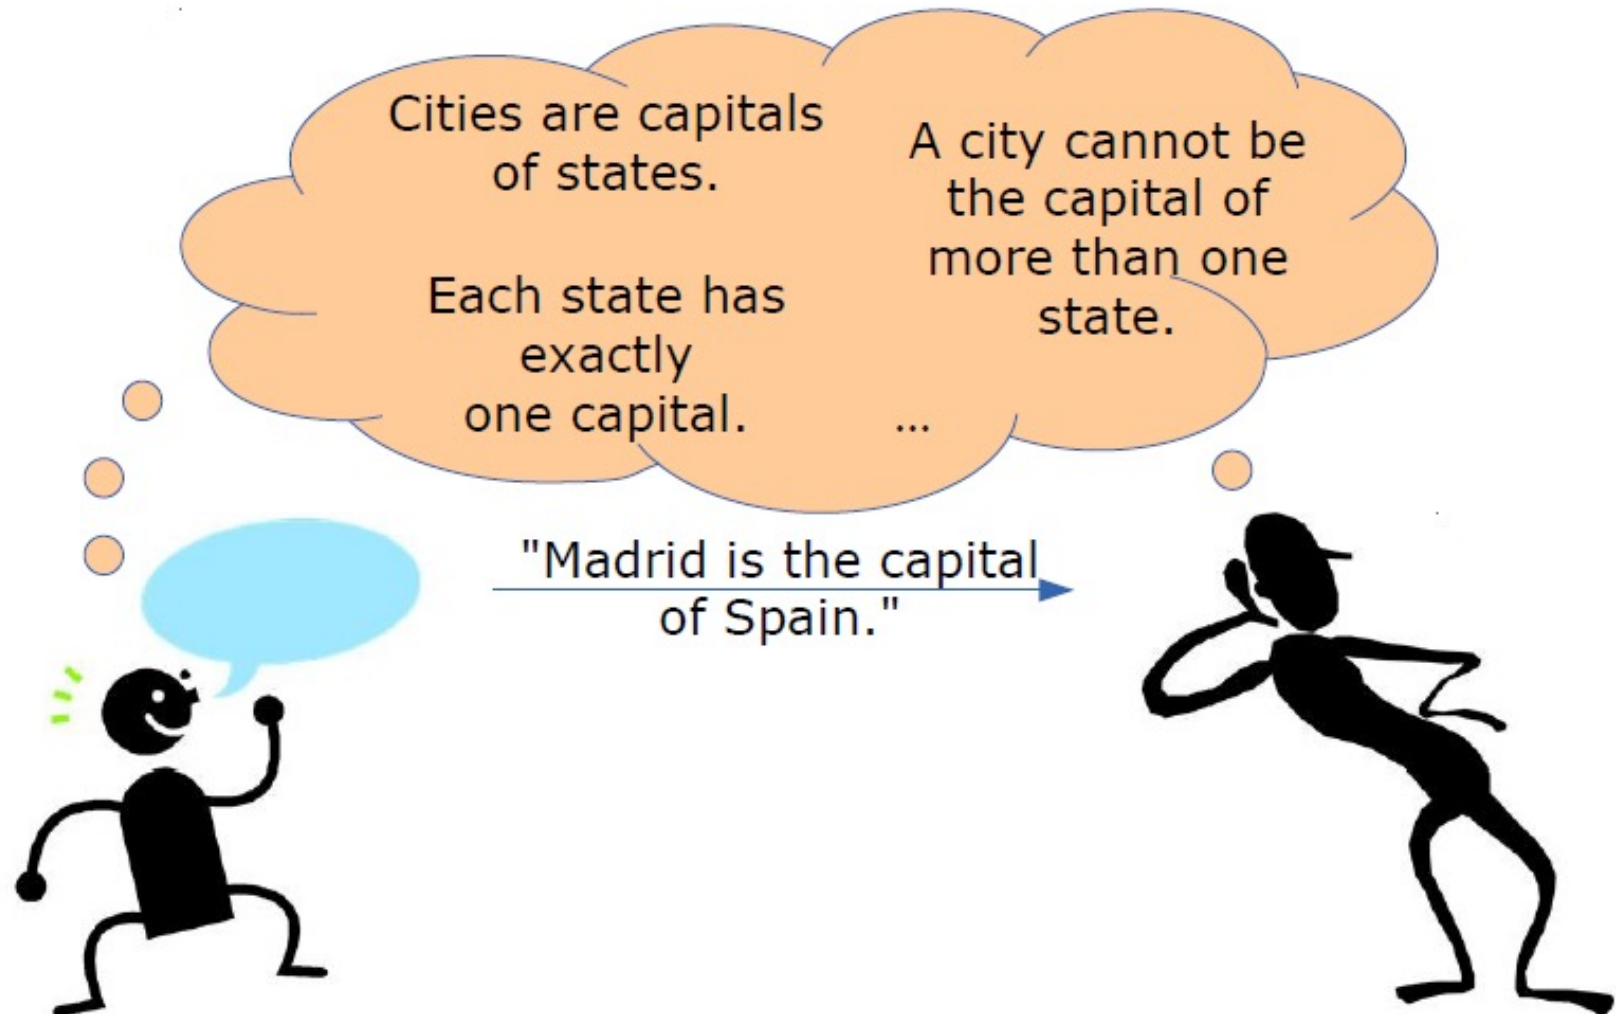 Cities are capitals
of states.
A city cannot be
the capital of
more than one
state.
Each state has
exactly
one capital.
...
"Madrid is the capital
of Spain."